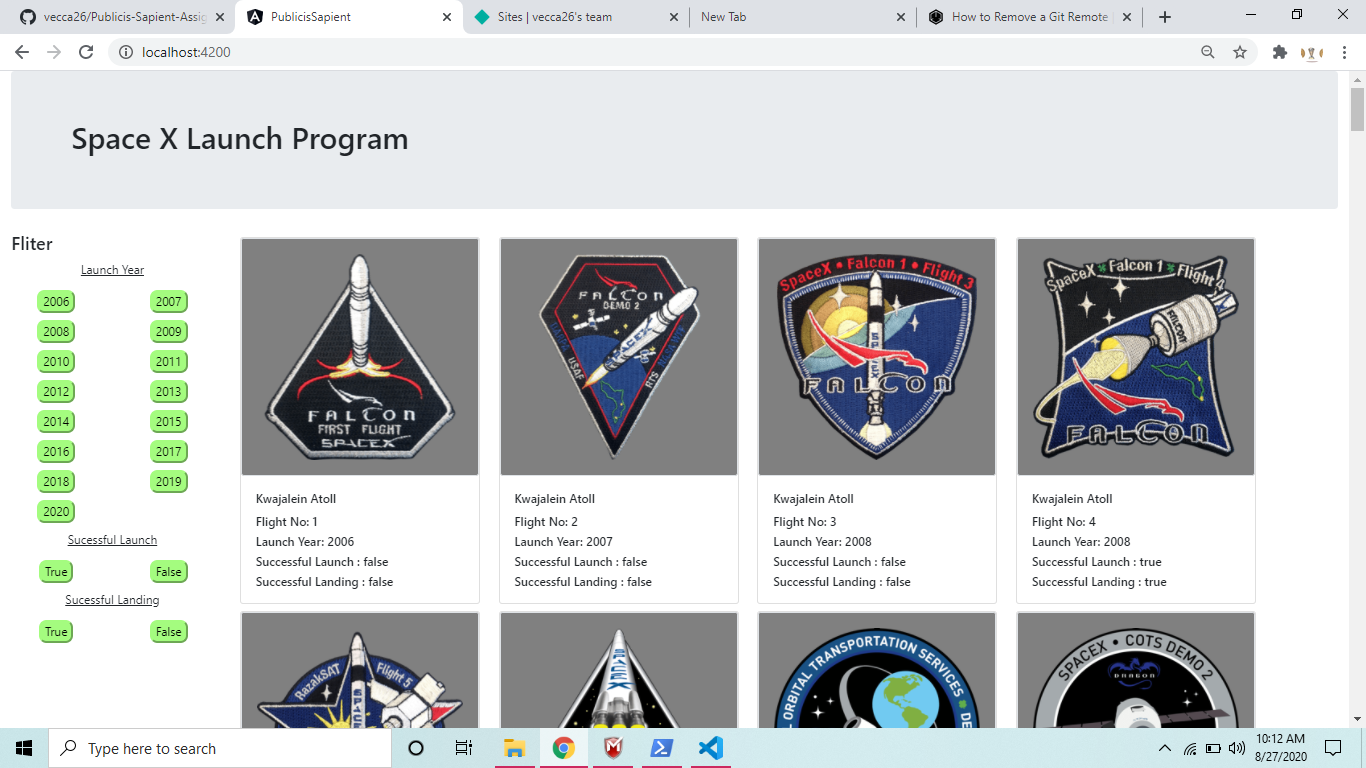 vecca26/Publicis-Sapient-Assig
PublicisSapient
Sites | vecca26's team
New Tab
How to Remove a Git Remote
localhost:4200
Space X Launch Program
Fliter
Launch Year
2006 2007
2008 2009
2010 2011
2012 2013
2014 2015
2016 2017
2018 2019
2020
Sucessful Launch
True False
Sucessful Landing
True False
FALCON
FIRST FLIGHT
SPACEX
Kwajalein Atoll
Flight No: 1
Launch Year: 2006
Successful Launch : false
Successful Landing : false
FALCON
DEMO 2
SPACEX
USAF
RTS
Kwajalein Atoll
Flight No: 2
Launch Year: 2007
Successful Launch : false
Successful Landing : false
SpaceX • Falcon 1 • Flight 3
FALCON
Kwajalein Atoll
Flight No: 3
Launch Year: 2008
Successful Launch : false
Successful Landing : false
SpaceX Falcon 1 Flight 4
FALCON
FALCON
Kwajalein Atoll
Flight No: 4
Launch Year: 2008
Successful Launch : true
Successful Landing : true
RazakSAT Flight 5
SPACEX
ORBITAL TRANSPORTATION SERVICES
SPACEX • COTS DEMO 2
DRAGON
Type here to search
10:12 AM
8/27/2020